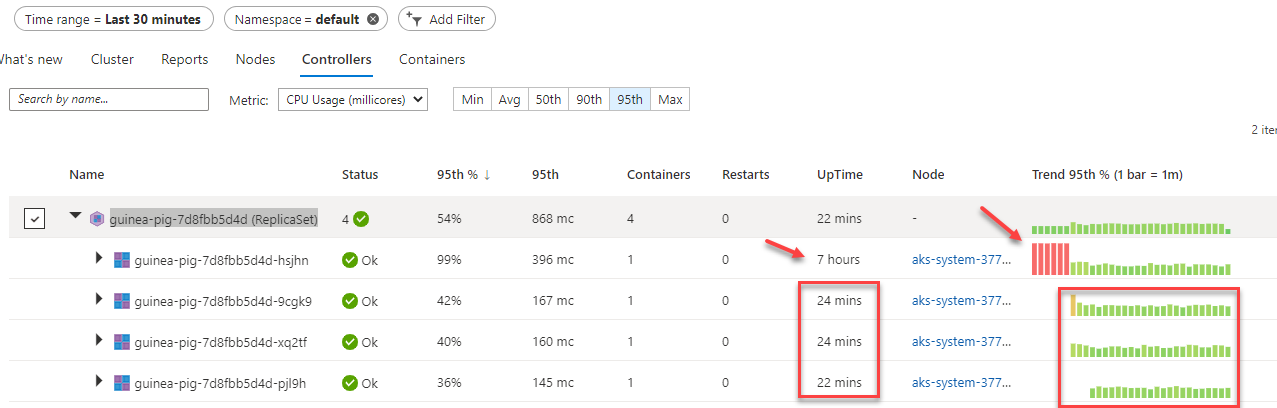 Time range = Last 30 minutes
Namespace = default
Add Filter
What's new Cluster Reports Nodes Controllers Containers
Search by name... Metric: CPU Usage (millicores) Min Avg 50th 90th 95th Max
2 iter
Name Status 95th % ↓ 95th Containers Restarts UpTime Node Trend 95th % (1 bar = 1m)
guinea-pig-7d8fbb5d4d (ReplicaSet) 4 54% 868 mc 4 0 22 mins -
guinea-pig-7d8fbb5d4d-hsjhn Ok 99% 396 mc 1 0 7 hours aks-system-377...
guinea-pig-7d8fbb5d4d-9cgk9 Ok 42% 167 mc 1 0 24 mins aks-system-377...
guinea-pig-7d8fbb5d4d-xq2tf Ok 40% 160 mc 1 0 24 mins aks-system-377...
guinea-pig-7d8fbb5d4d-pjl9h Ok 36% 145 mc 1 0 22 mins aks-system-377...